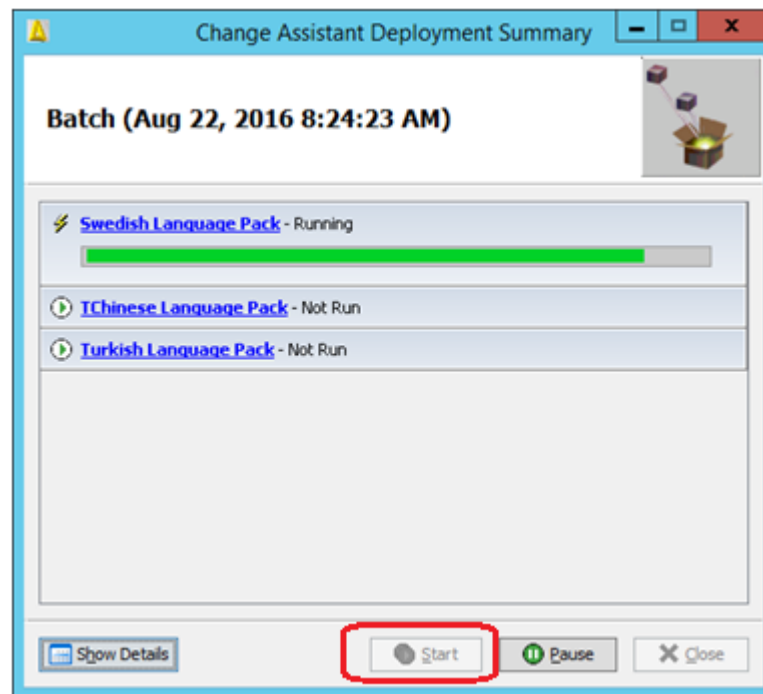 Change Assistant Deployment Summary
Batch (Aug 22, 2016 8:24:23 AM)
Swedish Language Pack - Running
TChinese Language Pack - Not Run
Turkish Language Pack - Not Run
Show Details Start Pause Close